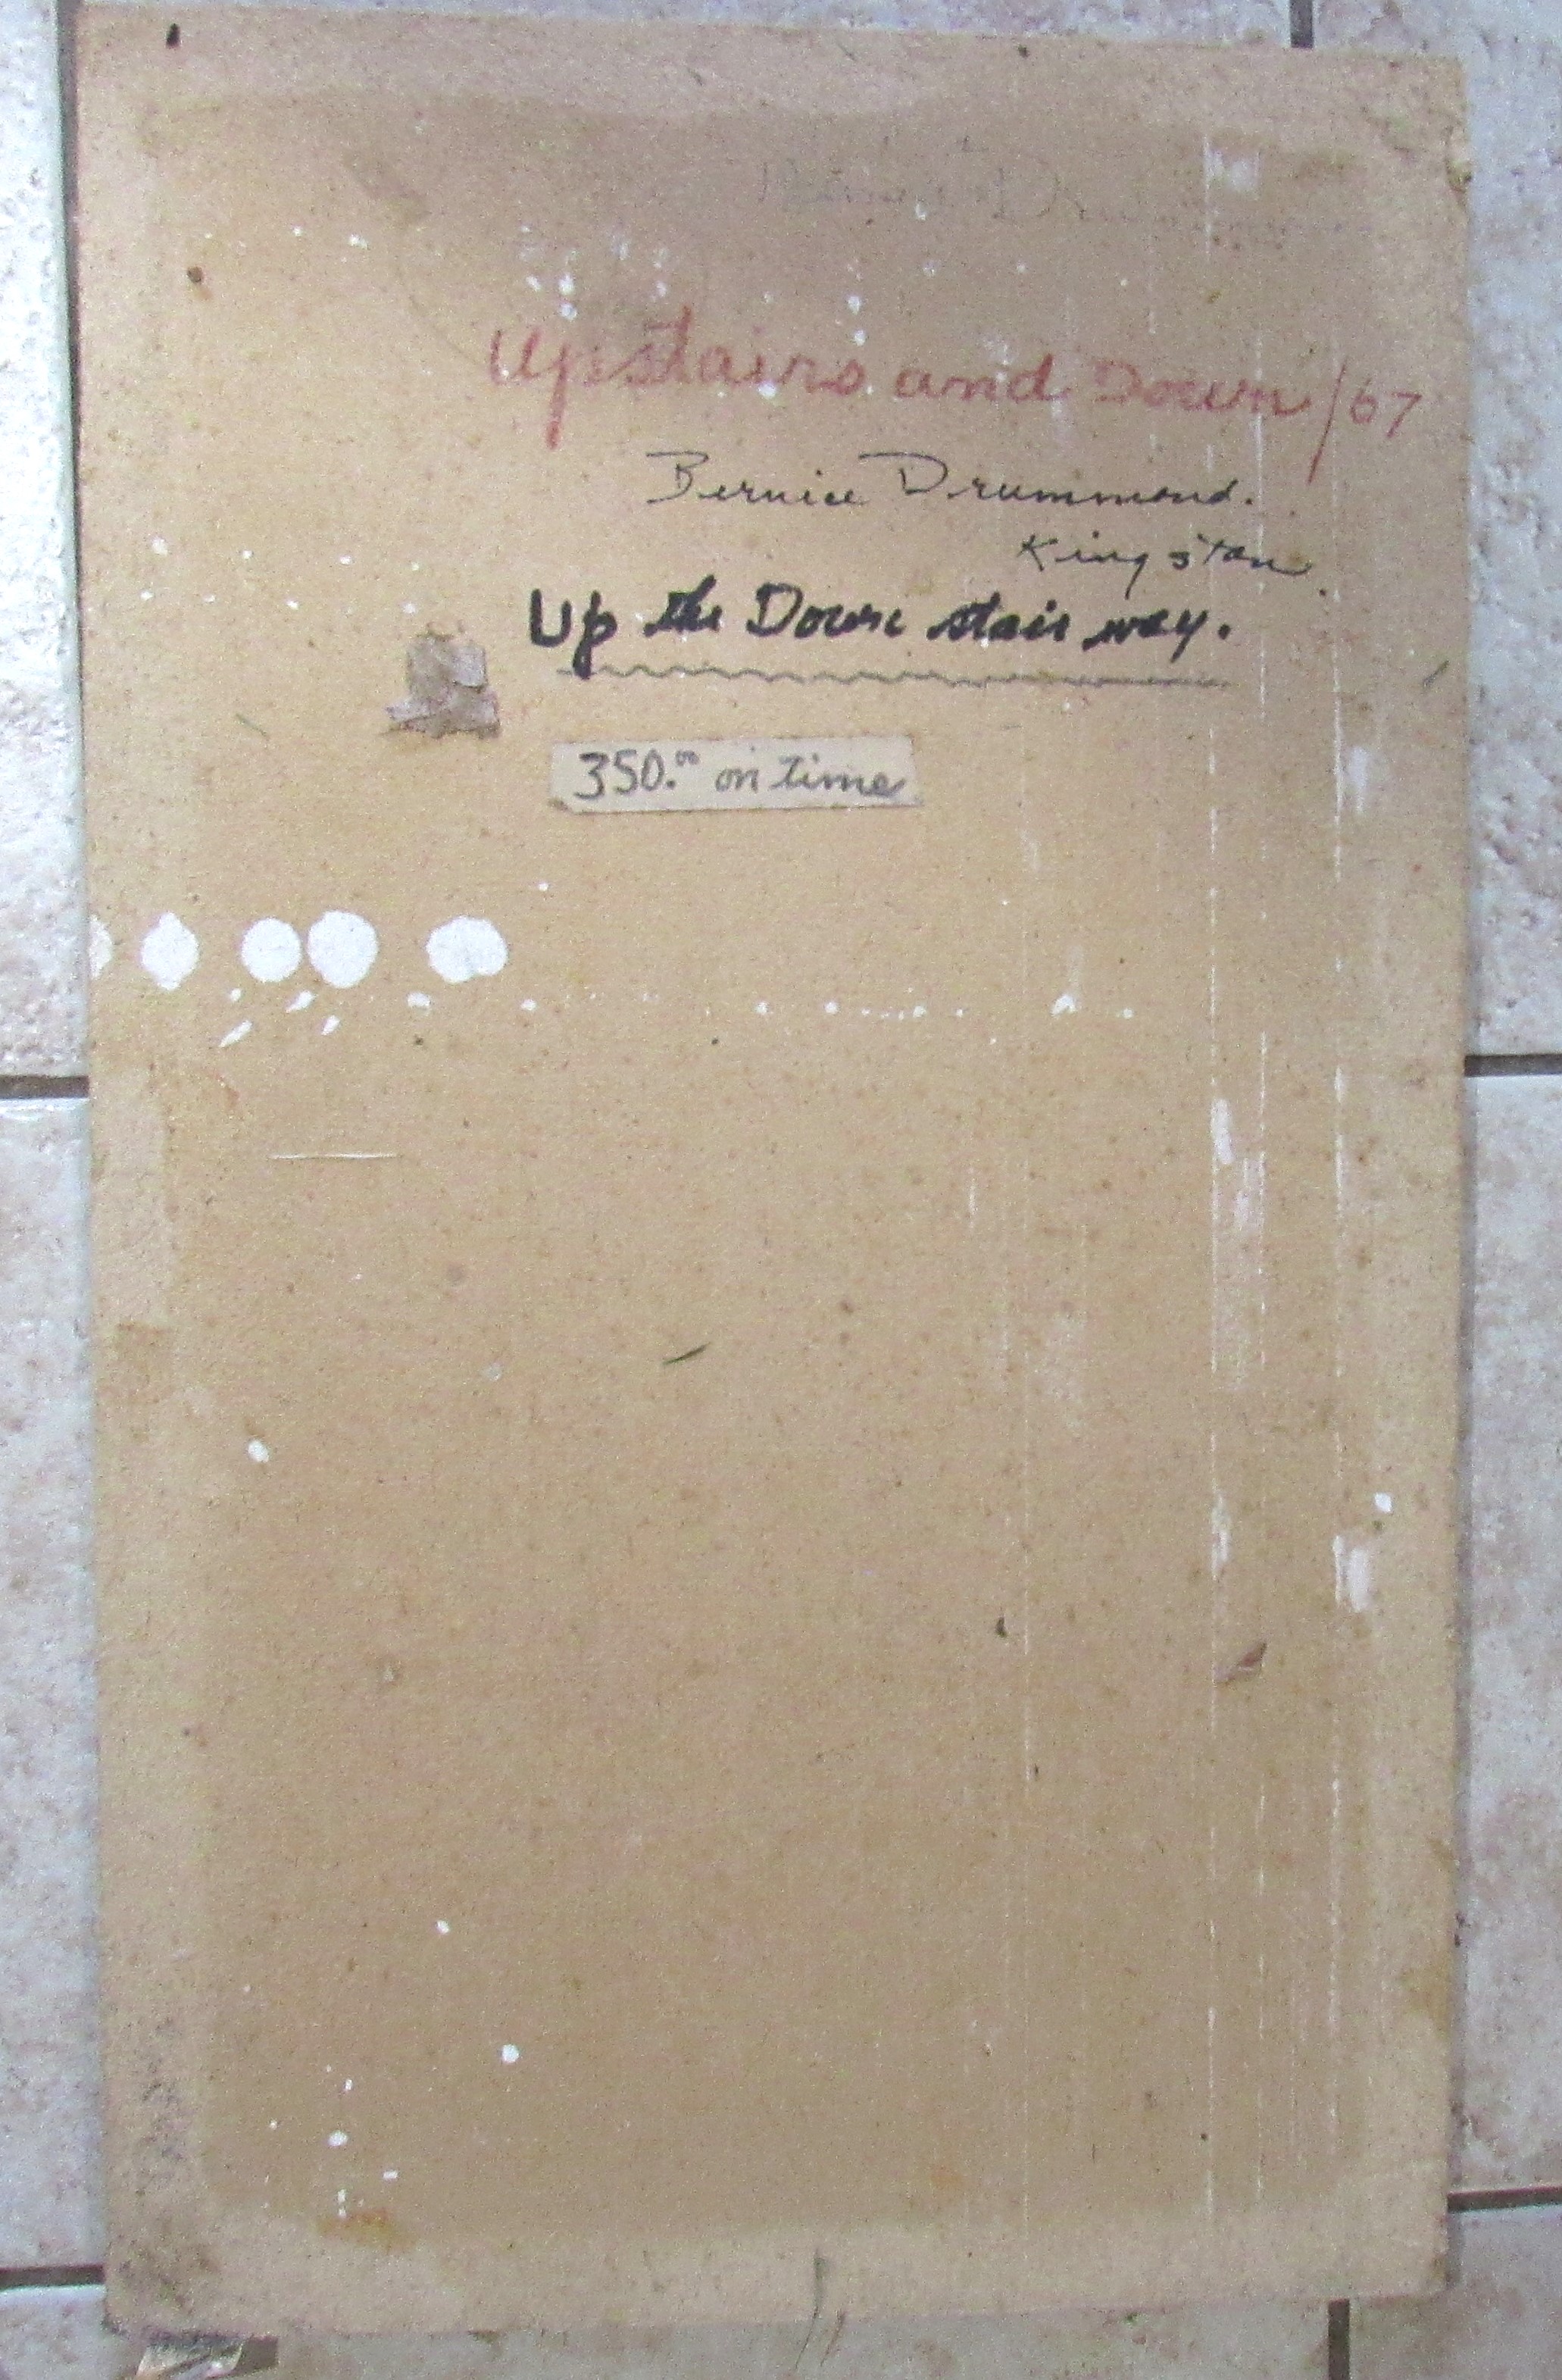 Upstairs and Down /67
Bernice Drummond.
Kingston.
Up the Down stair way.
350.⁰⁰ on time